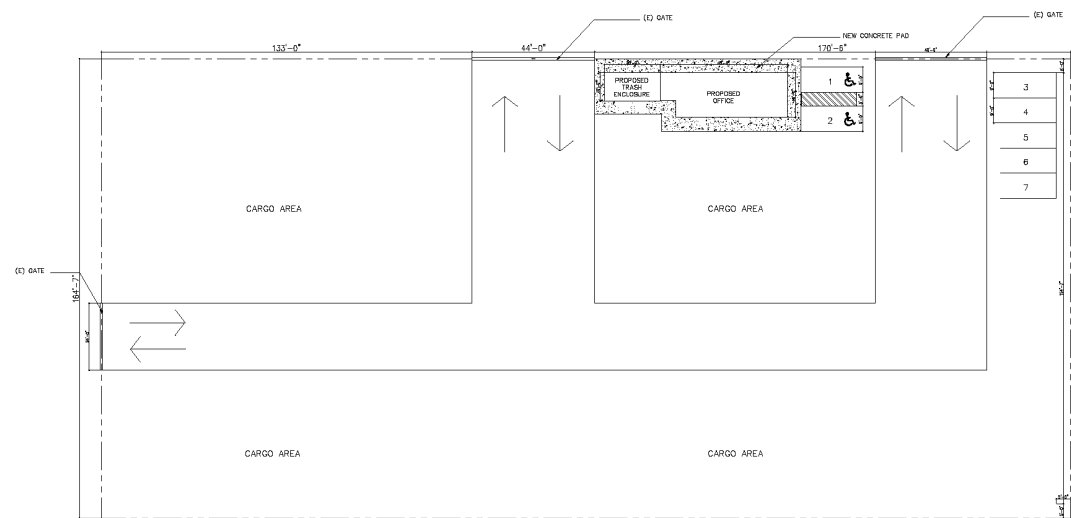 (E) GATE
(E) GATE
NEW CONCRETE PAD
133'-0"
44'-0"
170'-6"
PROPOSED
TRASH
ENCLOSURE
PROPOSED
OFFICE
1
2
3
4
5
6
7
CARGO AREA
CARGO AREA
(E) GATE
164'-7"
CARGO AREA
CARGO AREA